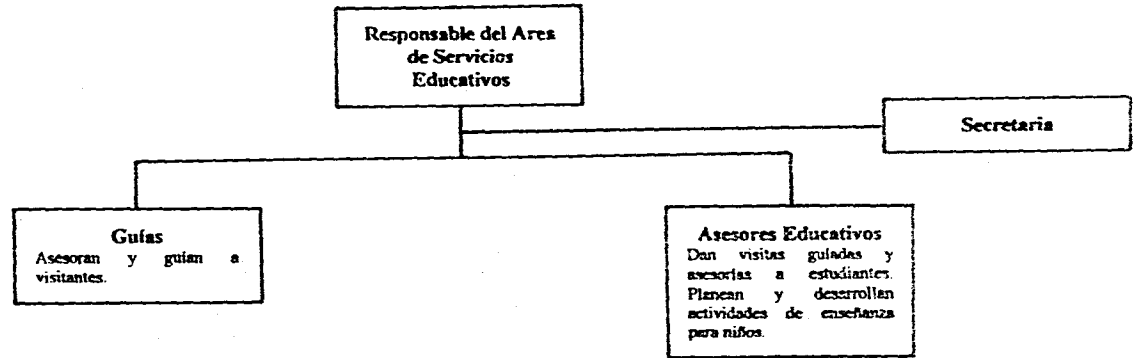 Responsable del Area
de Servicios
Educativos
Secretaria
Guías
Asesoran y guían a
visitantes.
Asesores Educativos
Dan visitas guiadas y
asesorías a estudiantes.
Planean y desarrollan
actividades de enseñanza
para niños.